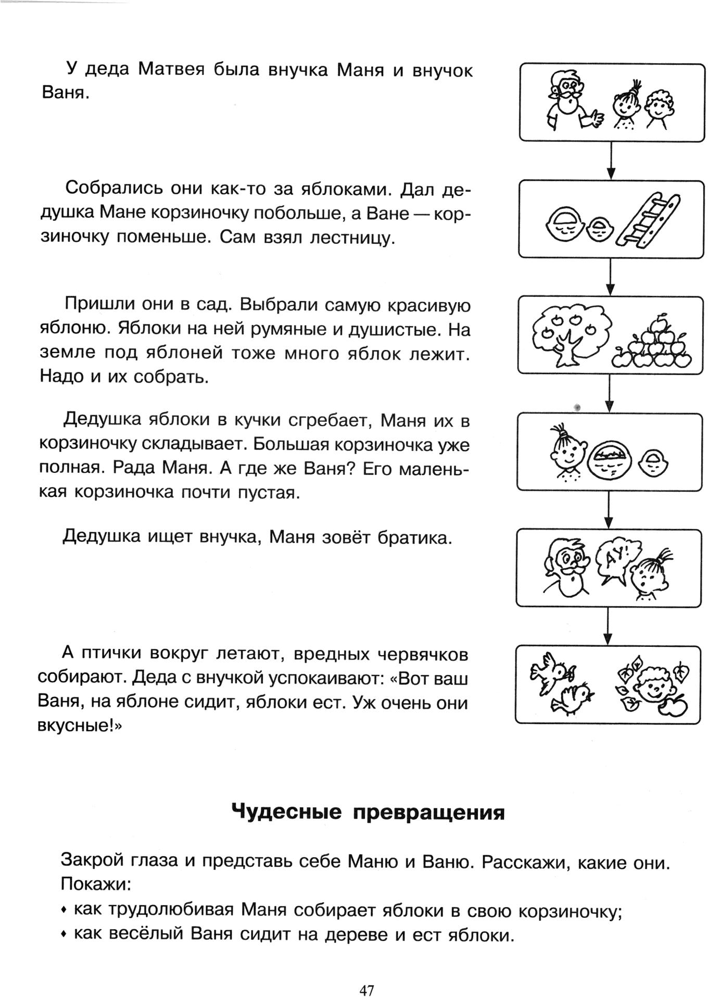 У деда Матвея была внучка Маня и внучок
Ваня.
Собрались они как-то за яблоками. Дал де-
душка Мане корзиночку побольше, а Ване — кор-
зиночку поменьше. Сам взял лестницу.
Пришли они в сад. Выбрали самую красивую
яблоню. Яблоки на ней румяные и душистые. На
земле под яблоней тоже много яблок лежит.
Надо и их собрать.
Дедушка яблоки в кучки сгребает, Маня их в
корзиночку складывает. Большая корзиночка уже
полная. Рада Маня. А где же Ваня? Его малень-
кая корзиночка почти пустая.
Дедушка ищет внучка, Маня зовёт братика.
АУ!
А птички вокруг летают, вредных червячков
собирают. Деда с внучкой успокаивают: «Вот ваш
Ваня, на яблоне сидит, яблоки ест. Уж очень они
вкусные!»
Чудесные превращения
Закрой глаза и представь себе Маню и Ваню. Расскажи, какие они.
Покажи:
♦ как трудолюбивая Маня собирает яблоки в свою корзиночку;
♦ как весёлый Ваня сидит на дереве и ест яблоки.
47